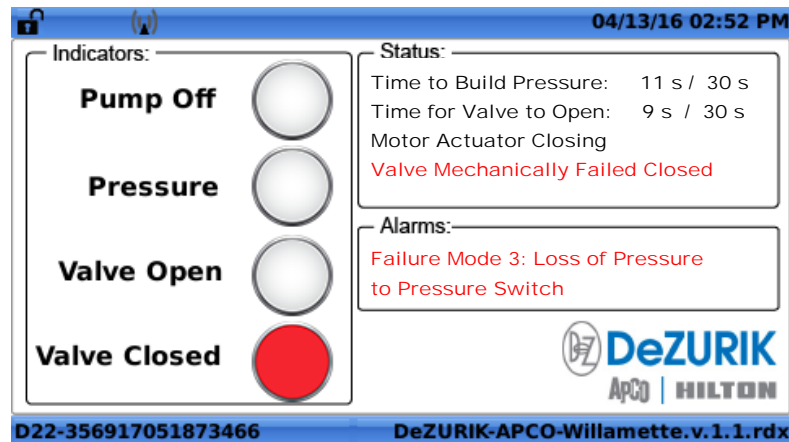 04/13/16 02:52 PM
Indicators:
Pump Off
Pressure
Valve Open
Valve Closed
Status:
Time to Build Pressure: 11 s / 30 s
Time for Valve to Open: 9 s / 30 s
Motor Actuator Closing
Valve Mechanically Failed Closed
Alarms:
Failure Mode 3: Loss of Pressure
to Pressure Switch
DeZURIK
APCO | HILTON
D22-356917051873466 DeZURIK-APCO-Willamette.v.1.1.rdx